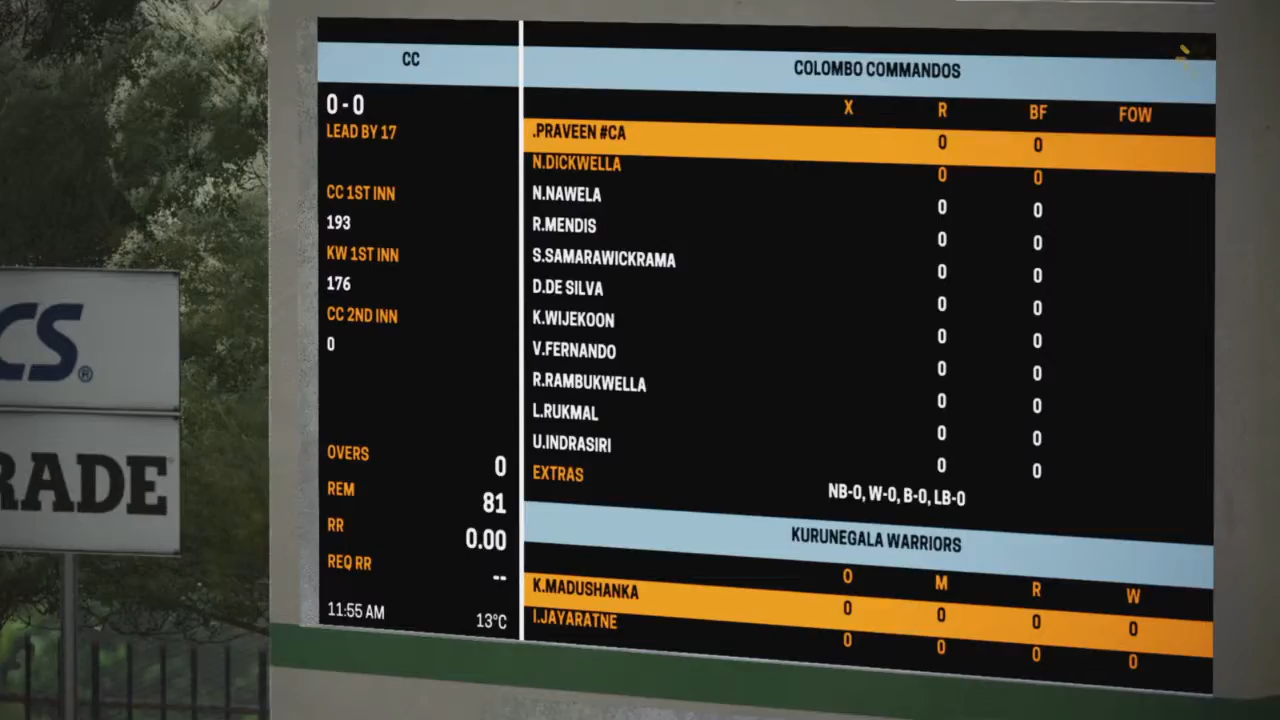 CS®
RADE
CC
0-0
LEAD BY 17
CC 1ST INN
193
KW 1ST INN
176
CC 2ND INN
0
OVERS 0
REM 81
RR 0.00
REQ RR --
11:55 AM 13°C
COLOMBO COMMANDOS
X R BF FOW
.PRAVEEN #CA 0 0
N.DICKWELLA 0 0
N.NAWELA 0 0
R.MENDIS 0 0
S.SAMARAWICKRAMA 0 0
D.DE SILVA 0 0
K.WIJEKOON 0 0
V.FERNANDO 0 0
R.RAMBUKWELLA 0 0
L.RUKMAL 0 0
U.INDRASIRI 0 0
EXTRAS NB-0, W-0, B-0, LB-0
KURUNEGALA WARRIORS
O M R W
K.MADUSHANKA 0 0 0 0
I.JAYARATNE 0 0 0 0